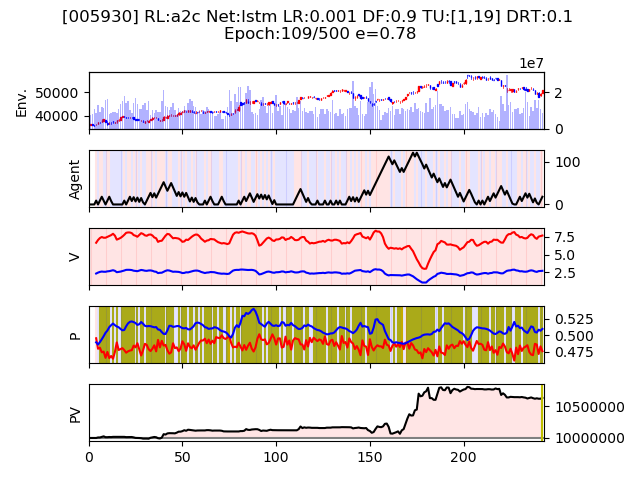 [005930] RL:a2c Net:lstm LR:0.001 DF:0.9 TU:[1,19] DRT:0.1
Epoch:109/500 e=0.78
1e7
Env.
50000
40000
2
0
Agent
100
0
V
7.5
5.0
2.5
P
0.525
0.500
0.475
PV
10500000
10000000
0 50 100 150 200